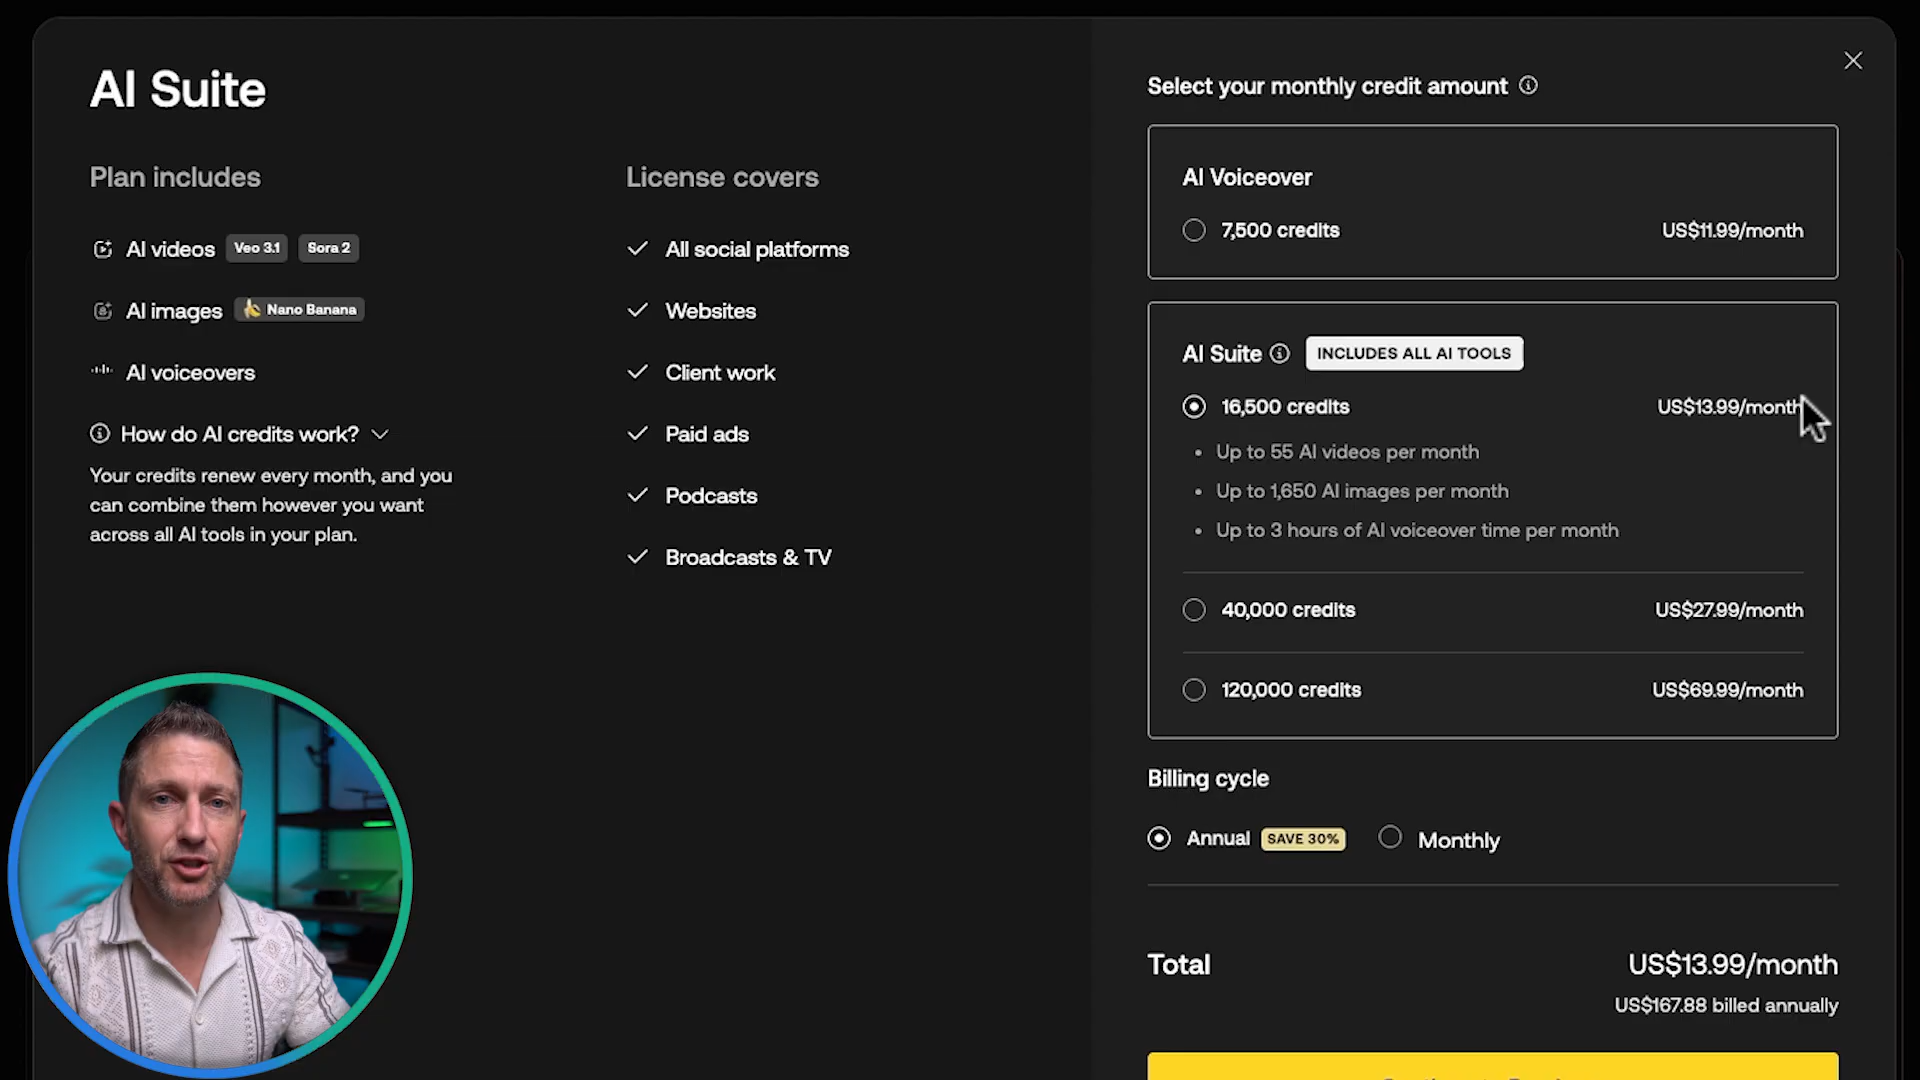 AI Suite
Plan includes
AI videos Veo 3.1 Sora 2
AI images Nano Banana
AI voiceovers
How do AI credits work?
Your credits renew every month, and you
can combine them however you want
across all AI tools in your plan.
License covers
All social platforms
Websites
Client work
Paid ads
Podcasts
Broadcasts & TV
Select your monthly credit amount
AI Voiceover
7,500 credits US$11.99/month
AI Suite INCLUDES ALL AI TOOLS
16,500 credits US$13.99/month
• Up to 55 AI videos per month
• Up to 1,650 AI images per month
• Up to 3 hours of AI voiceover time per month
40,000 credits US$27.99/month
120,000 credits US$69.99/month
Billing cycle
Annual SAVE 30% Monthly
Total US$13.99/month
US$167.88 billed annually